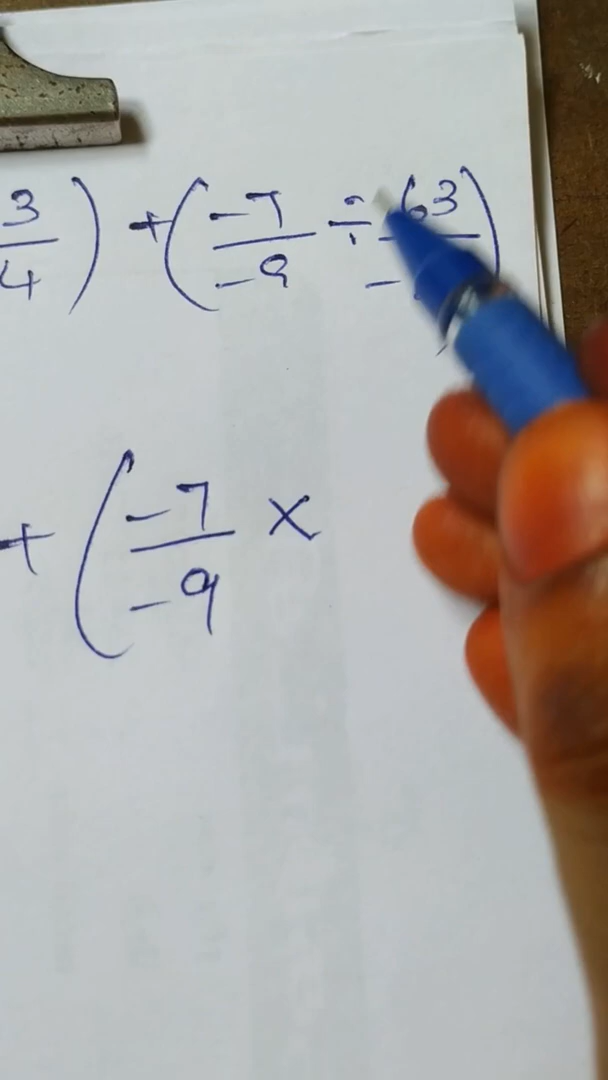 3/4) + (-7/-9 ÷ 63/-
+ (-7/-9 ×